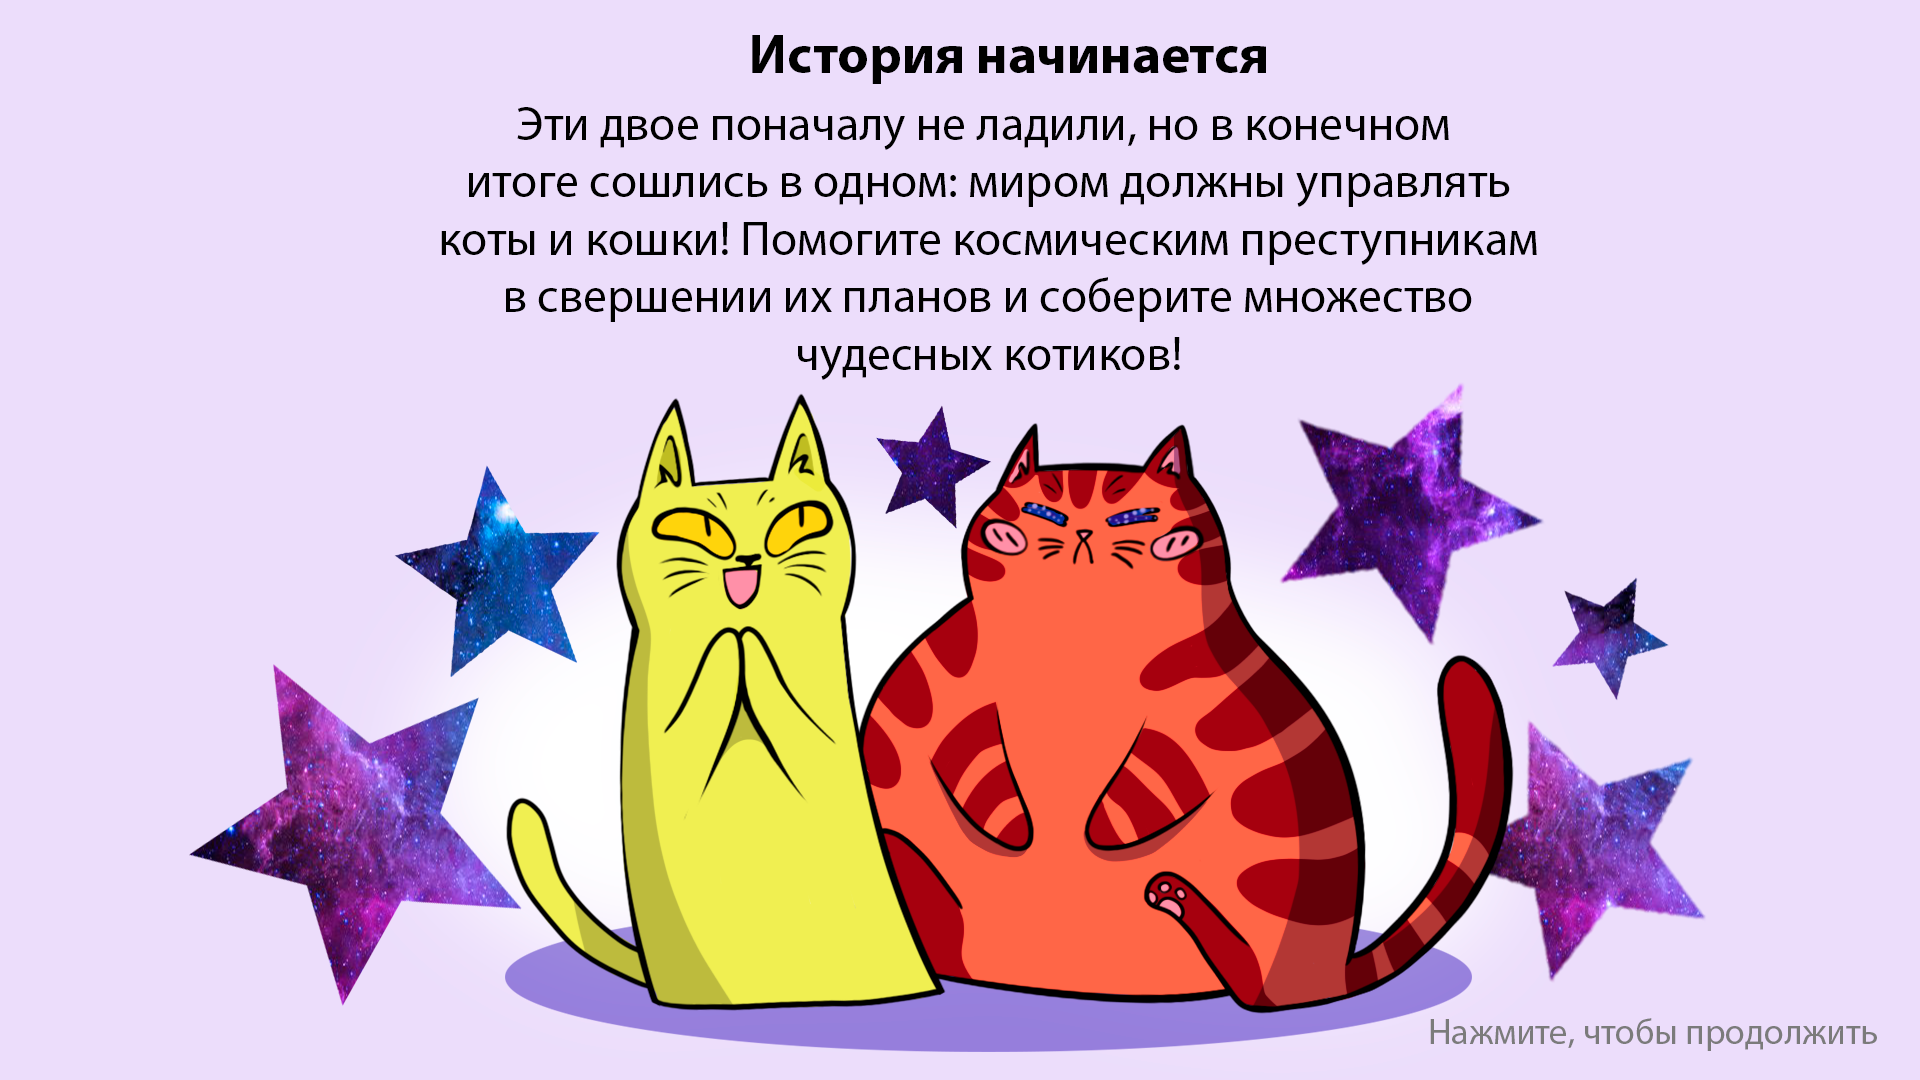 История начинается
Эти двое поначалу не ладили, но в конечном
итоге сошлись в одном: миром должны управлять
коты и кошки! Помогите космическим преступникам
в свершении их планов и соберите множество
чудесных котиков!
Нажмите, чтобы продолжить